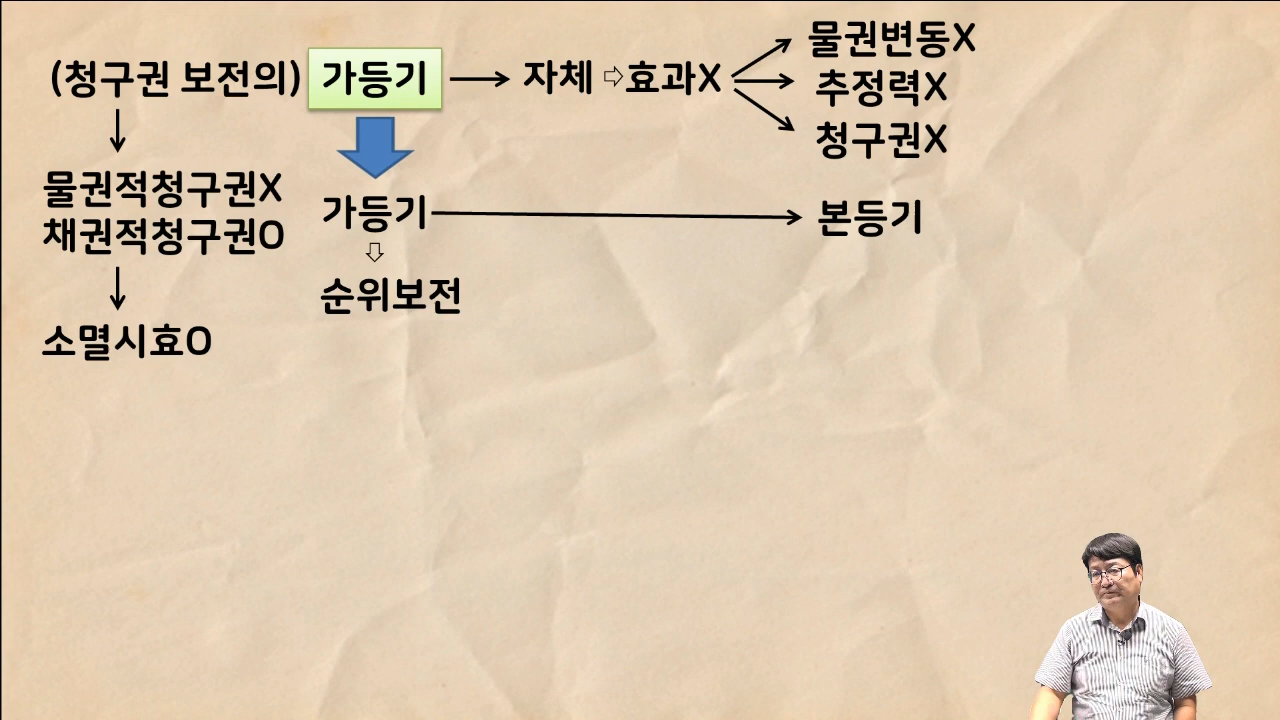 (청구권 보전의) 가등기 → 자체 ⇨효과X
물권변동X
추정력X
청구권X
물권적청구권X
채권적청구권O
소멸시효O
가등기 → 본등기
순위보전